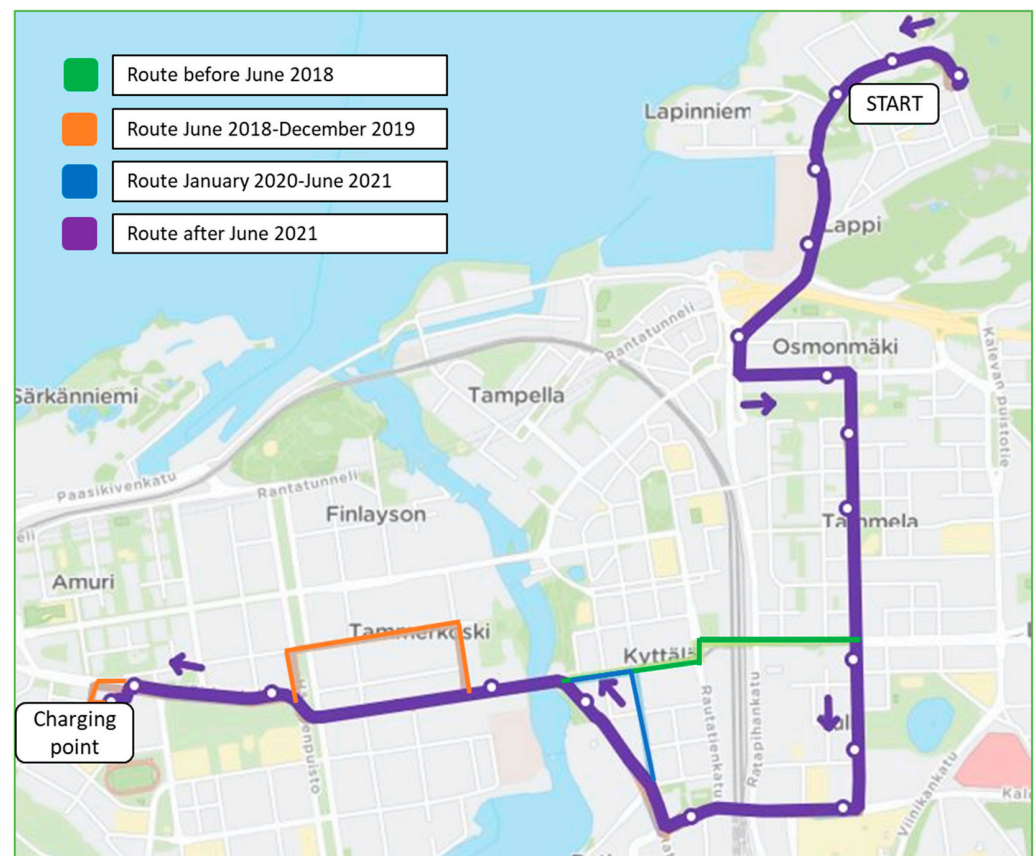 Route before June 2018
Route June 2018-December 2019
Route January 2020-June 2021
Route after June 2021
START
Lapinniem
Lappi
Osmonmäki
Kalevan puistotie
Rantatunneli
Tampella
Särkänniemi
Paasikivenkatu
Rantatunneli
Finlayson
Tammela
Amuri
Tammerkoski
Kyttälä
Charging
point
Rautatienkatu
Ratapihankatu
Viinikankatu